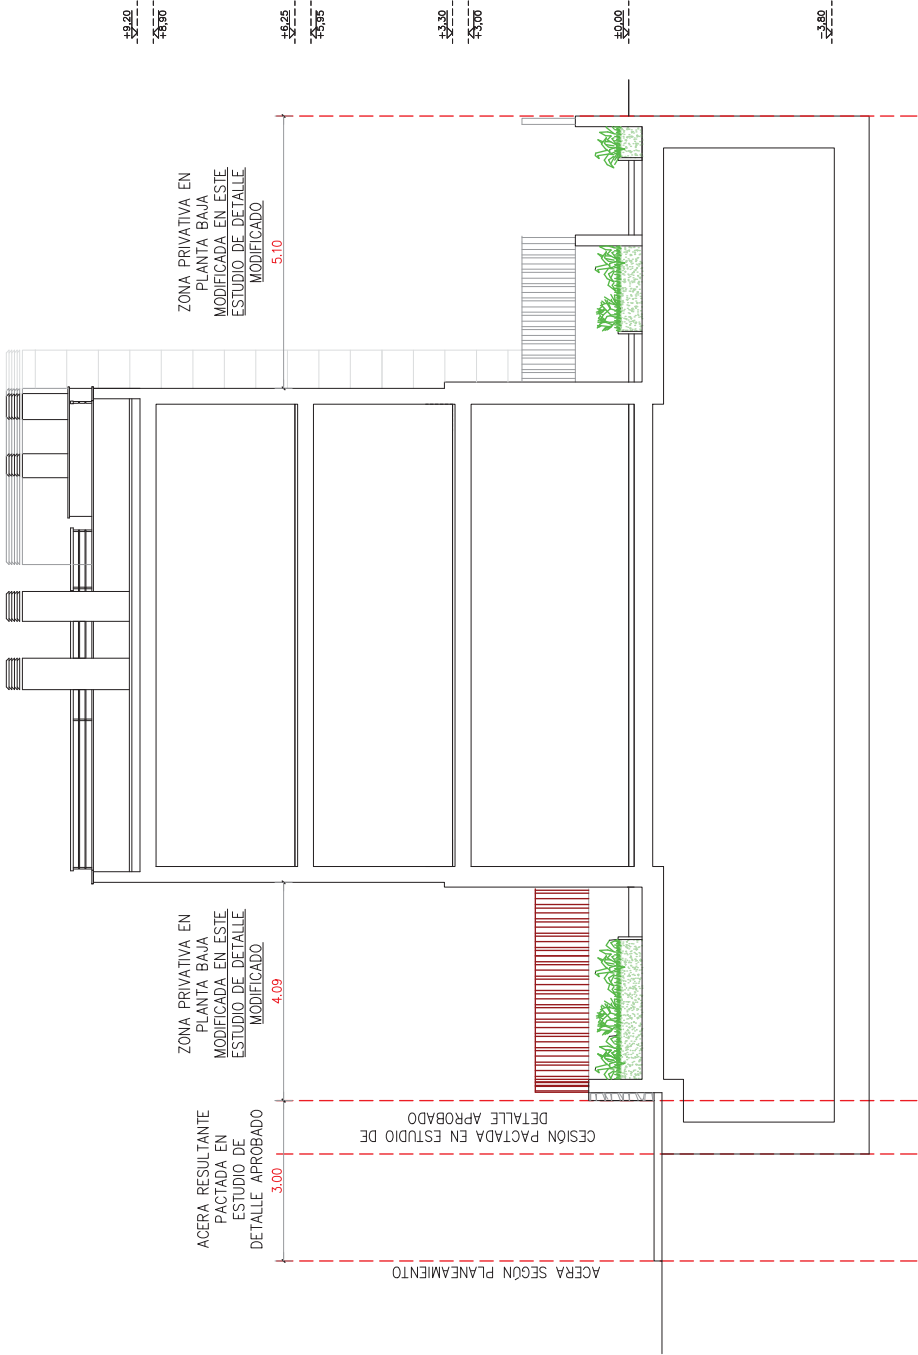 +9,20
+8,90
+6,25
+5,95
+3,30
+3,00
±0,00
-3,80
ZONA PRIVATIVA EN
PLANTA BAJA
MODIFICADA EN ESTE
ESTUDIO DE DETALLE
MODIFICADO
5.10
ZONA PRIVATIVA EN
PLANTA BAJA
MODIFICADA EN ESTE
ESTUDIO DE DETALLE
MODIFICADO
4.09
ACERA RESULTANTE
PACTADA EN
ESTUDIO DE
DETALLE APROBADO
3.00
CESIÓN PACTADA EN ESTUDIO DE
DETALLE APROBADO
ACERA SEGÚN PLANEAMIENTO